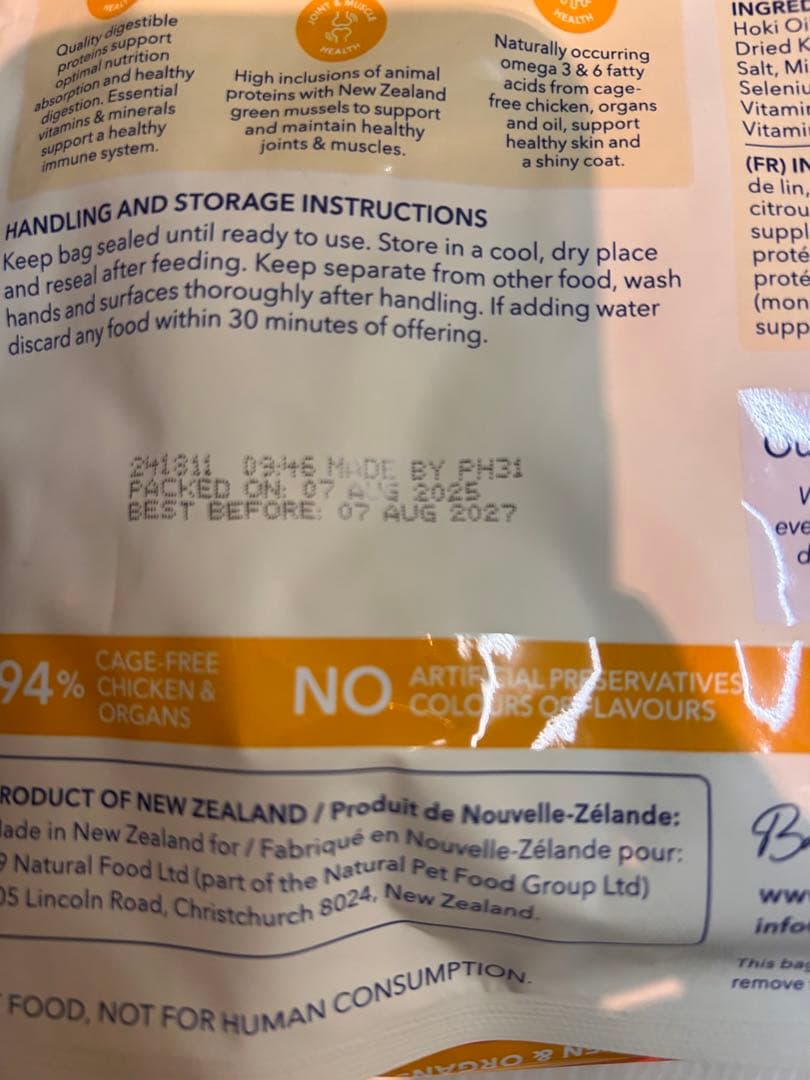 HEALTH
Quality digestible
proteins support
optimal nutrition
absorption and healthy
digestion. Essential
vitamins & minerals
support a healthy
immune system.
JOINT & MUSCLE
HEALTH
High inclusions of animal
proteins with New Zealand
green mussels to support
and maintain healthy
joints & muscles.
HEALTH
Naturally occurring
omega 3 & 6 fatty
acids from cage-
free chicken, organs
and oil, support
healthy skin and
a shiny coat.
HANDLING AND STORAGE INSTRUCTIONS
Keep bag sealed until ready to use. Store in a cool, dry place
and reseal after feeding. Keep separate from other food, wash
hands and surfaces thoroughly after handling. If adding water
discard any food within 30 minutes of offering.
241811 09:46 MADE BY PH31
PACKED ON: 07 AUG 2025
BEST BEFORE: 07 AUG 2027
94% CAGE-FREE
CHICKEN &
ORGANS
NO ARTIFICIAL PRESERVATIVES
COLOURS OR FLAVOURS
PRODUCT OF NEW ZEALAND / Produit de Nouvelle-Zélande:
Made in New Zealand for / Fabriqué en Nouvelle-Zélande pour:
9 Natural Food Ltd (part of the Natural Pet Food Group Ltd)
05 Lincoln Road, Christchurch 8024, New Zealand.
FOOD, NOT FOR HUMAN CONSUMPTION.
INGRED
Hoki Oi
Dried K
Salt, Mi
Seleniu
Vitamin
Vitami
(FR) IN
de lin,
citrou
suppl
proté
proté
(mon
supp
Ou
eve
d
www
info
This bag
remove